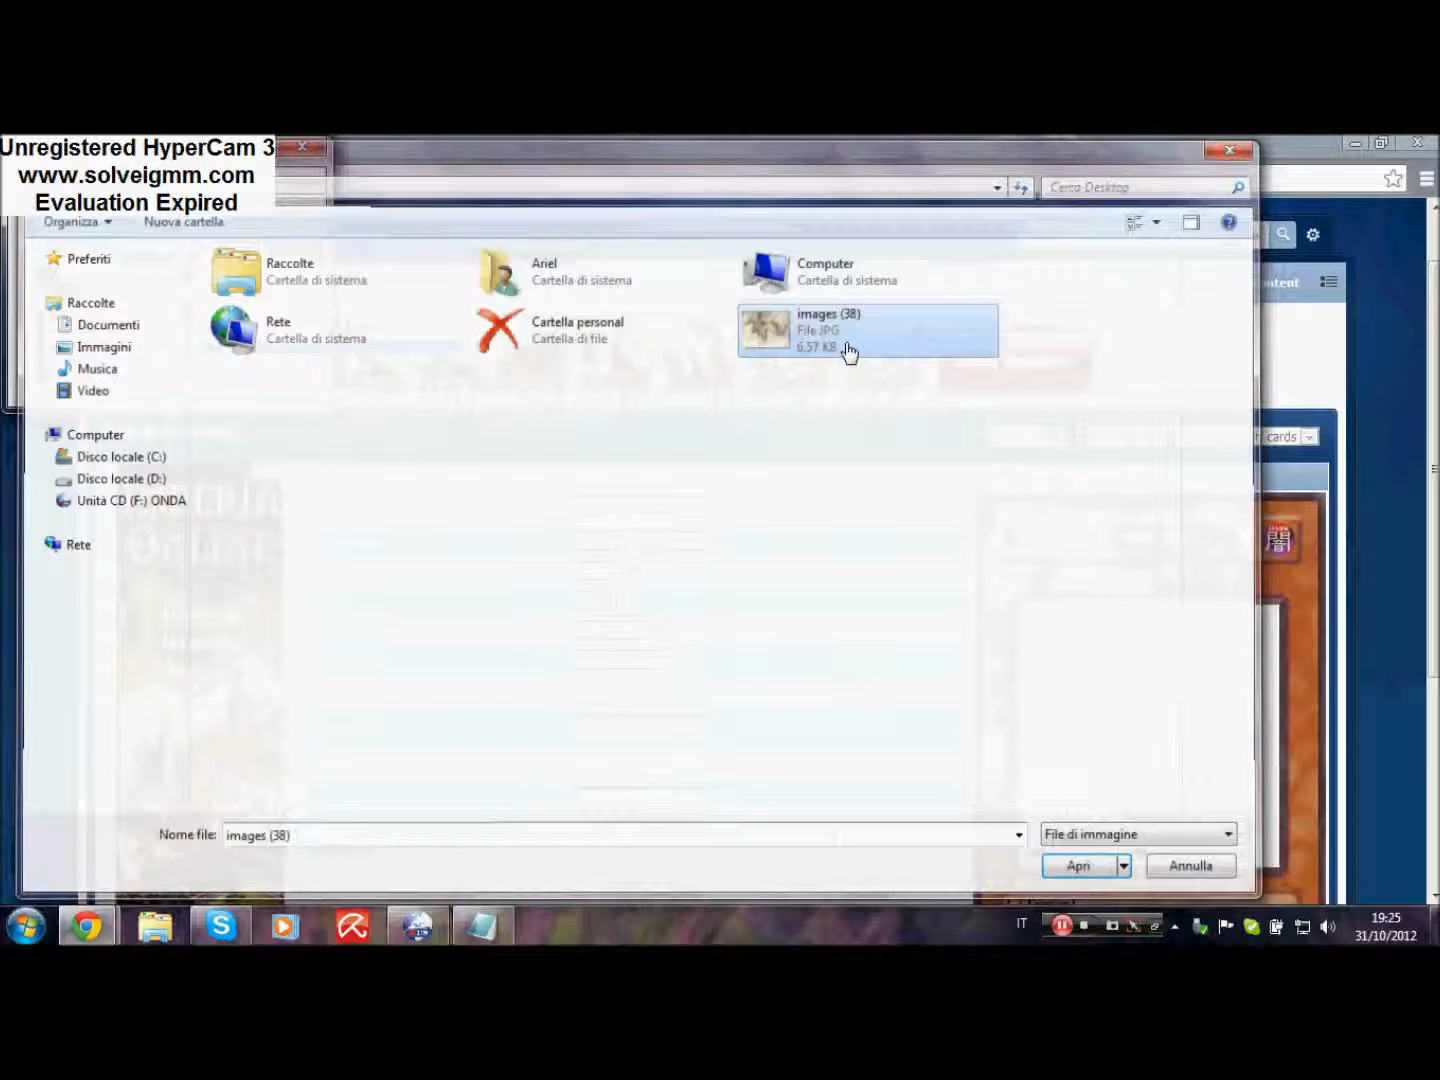 Unregistered HyperCam 3
www.solveigmm.com
Evaluation Expired
Cerca Desktop
Organizza
Nuova cartella
Preferiti
Raccolte
Documenti
Immagini
Musica
Video
Computer
Disco locale (C:)
Disco locale (D:)
Unità CD (F:) ONDA
Rete
Raccolte
Cartella di sistema
Ariel
Cartella di sistema
Computer
Cartella di sistema
Rete
Cartella di sistema
Cartella personal
Cartella di file
images (38)
File JPG
6,57 KB
ontent
cards
闇
Nome file:
images (38)
File di immagine
Apri
Annulla
IT
19:25
31/10/2012